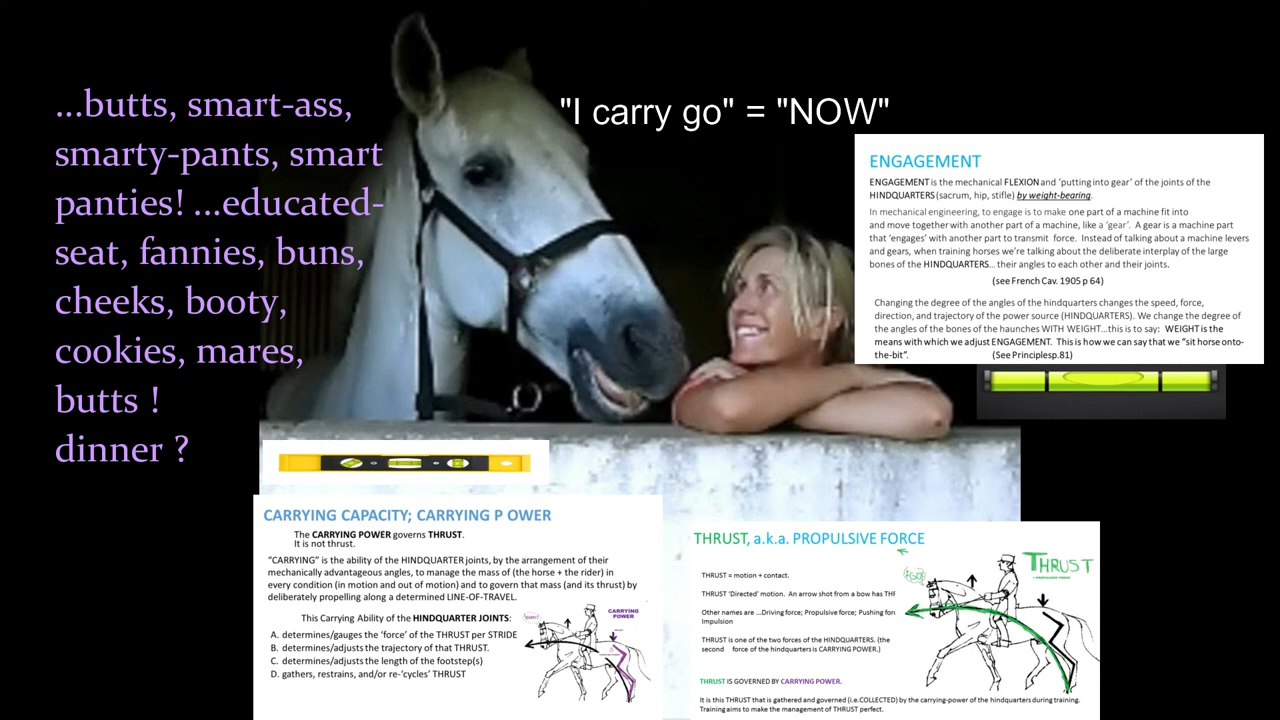 ...butts, smart-ass,
smarty-pants, smart
panties! ...educated-
seat, fannies, buns,
cheeks, booty,
cookies, mares,
butts !
dinner ?
"I carry go" = "NOW"
ENGAGEMENT
ENGAGEMENT is the mechanical FLEXION and ‘putting into gear’ of the joints of the
HINDQUARTERS (sacrum, hip, stifle) by weight-bearing.
In mechanical engineering, to engage is to make one part of a machine fit into
and move together with another part of a machine, like a ‘gear’. A gear is a machine part
that ‘engages’ with another part to transmit force. Instead of talking about a machine levers
and gears, when training horses we’re talking about the deliberate interplay of the large
bones of the HINDQUARTERS... their angles to each other and their joints.
(see French Cav. 1905 p 64)
Changing the degree of the angles of the hindquarters changes the speed, force,
direction, and trajectory of the power source (HINDQUARTERS). We change the degree of
the angles of the bones of the haunches WITH WEIGHT...this is to say: WEIGHT is the
means with which we adjust ENGAGEMENT. This is how we can say that we “sit horse onto-
the-bit”. (See Principlesp.81)
CARRYING CAPACITY; CARRYING P OWER
The CARRYING POWER governs THRUST.
It is not thrust.
“CARRYING” is the ability of the HINDQUARTER joints, by the arrangement of their
mechanically advantageous angles, to manage the mass of (the horse + the rider) in
every condition (in motion and out of motion) and to govern that mass (and its thrust) by
deliberately propelling along a determined LINE-OF-TRAVEL.
This Carrying Ability of the HINDQUARTER JOINTS:
A. determines/gauges the ‘force’ of the THRUST per STRIDE
B. determines/adjusts the trajectory of that THRUST.
C. determines/adjusts the length of the footstep(s)
D. gathers, restrains, and/or re-‘cycles’ THRUST
CARRYING
POWER
THRUST, a.k.a. PROPULSIVE FORCE
THRUST = motion + contact.
THRUST ‘Directed’ motion. An arrow shot from a bow has THR
Other names are ...Driving force; Propulsive force; Pushing forc
Impulsion
THRUST is one of the two forces of the HINDQUARTERS. (the
second force of the hindquarters is CARRYING POWER.)
THRUST IS GOVERNED BY CARRYING POWER.
It is this THRUST that is gathered and governed (i.e.COLLECTED) by the carrying-power of the hindquarters during training.
Training aims to make the management of THRUST perfect.
THRUST
= PROPULSIVE FORCE